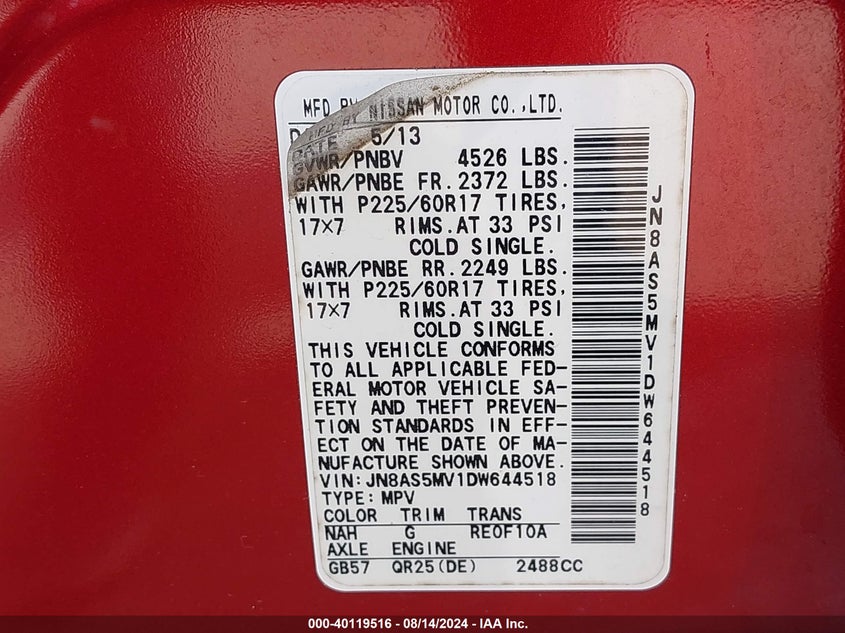 MFD BY NISSAN MOTOR CO.,LTD.
DATE 5/13
GVWR/PNBV 4526 LBS.
GAWR/PNBE FR. 2372 LBS.
WITH P225/60R17 TIRES,
17×7 RIMS.AT 33 PSI
COLD SINGLE.
GAWR/PNBE RR. 2249 LBS.
WITH P225/60R17 TIRES,
17×7 RIMS.AT 33 PSI
COLD SINGLE.
THIS VEHICLE CONFORMS
TO ALL APPLICABLE FED-
ERAL MOTOR VEHICLE SA-
FETY AND THEFT PREVEN-
TION STANDARDS IN EFF-
ECT ON THE DATE OF MA-
NUFACTURE SHOWN ABOVE.
VIN:JN8AS5MV1DW644518
TYPE:MPV
COLOR TRIM TRANS
NAH G RE0F10A
AXLE ENGINE
GB57 QR25(DE) 2488CC
JN8AS5MV1DW644518
000-40119516 - 08/14/2024 - IAA Inc.